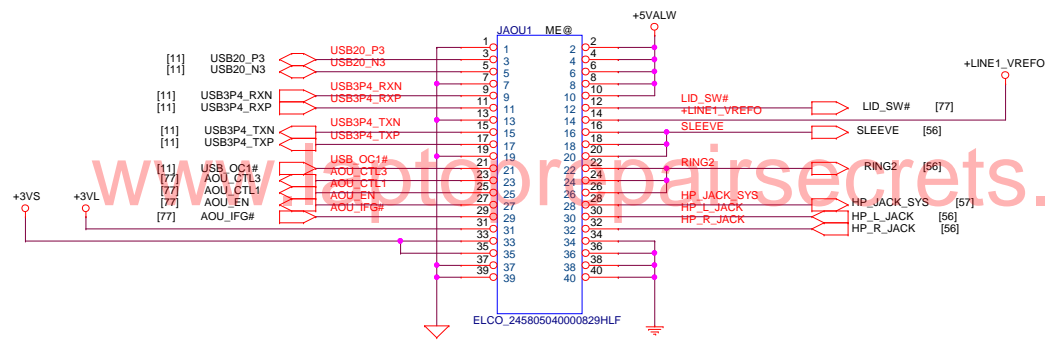 +5VALW
JAOU1 ME@
+LINE1_VREFO
1 1 2 2
[11] USB20_P3 USB20_P3 3 3 4 4
[11] USB20_N3 USB20_N3 5 5 6 6
7 7 8 8
[11] USB3P4_RXN USB3P4_RXN 9 9 10 10
[11] USB3P4_RXP USB3P4_RXP 11 11 12 12 LID_SW# LID_SW# [77]
13 13 14 14 +LINE1_VREFO
[11] USB3P4_TXN USB3P4_TXN 15 15 16 16 SLEEVE SLEEVE [56]
[11] USB3P4_TXP USB3P4_TXP 17 17 18 18
19 19 20 20
[11] USB_OC1# USB_OC1# 21 21 22 22 RING2 RING2 [56]
[77] AOU_CTL3 AOU_CTL3 23 23 24 24
[77] AOU_CTL1 AOU_CTL1 25 25 26 26
[77] AOU_EN AOU_EN 27 27 28 28 HP_JACK_SYS HP_JACK_SYS [57]
[77] AOU_IFG# AOU_IFG# 29 29 30 30 HP_L_JACK HP_L_JACK [56]
31 31 32 32 HP_R_JACK HP_R_JACK [56]
33 33 34 34
35 35 36 36
37 37 38 38
39 39 40 40
+3VS +3VL
ELCO_245805040000829HLF
www.laptoprepairsecrets.